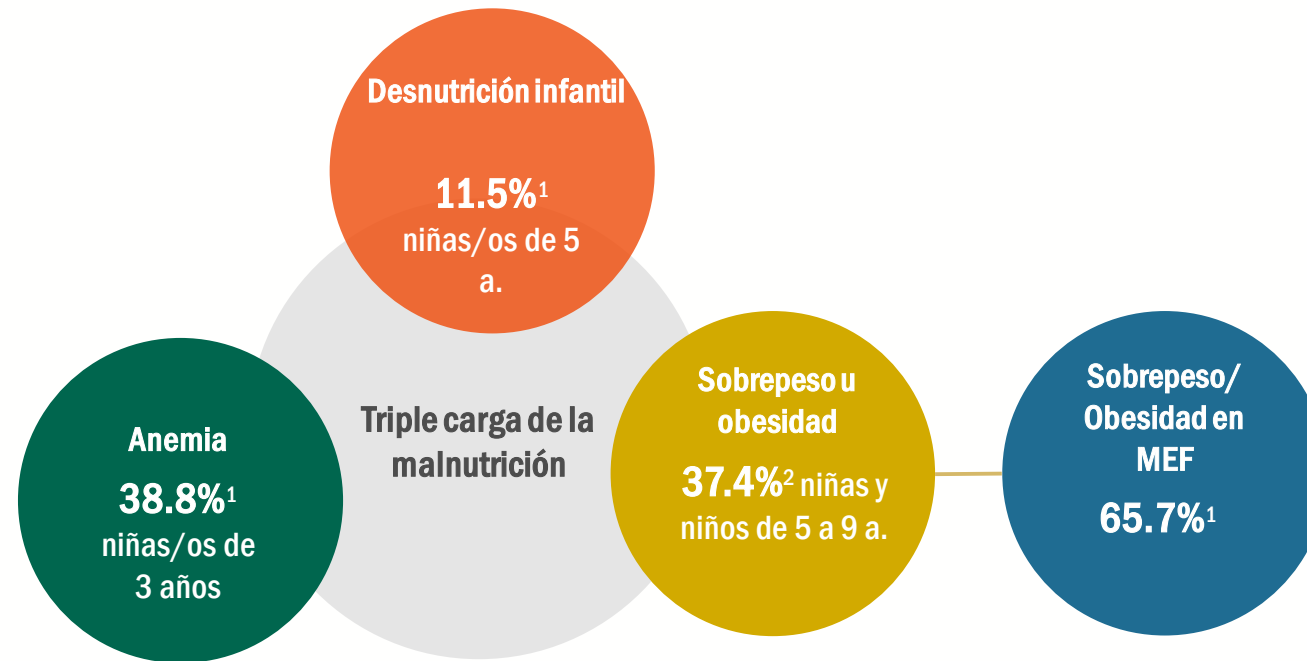 Desnutrición infantil
11.5%¹
niñas/os de 5
a.
Triple carga de la
malnutrición
Anemia
38.8%¹
niñas/os de
3 años
Sobrepeso u
obesidad
37.4%² niñas y
niños de 5 a 9 a.
Sobrepeso/
Obesidad en
MEF
65.7%¹